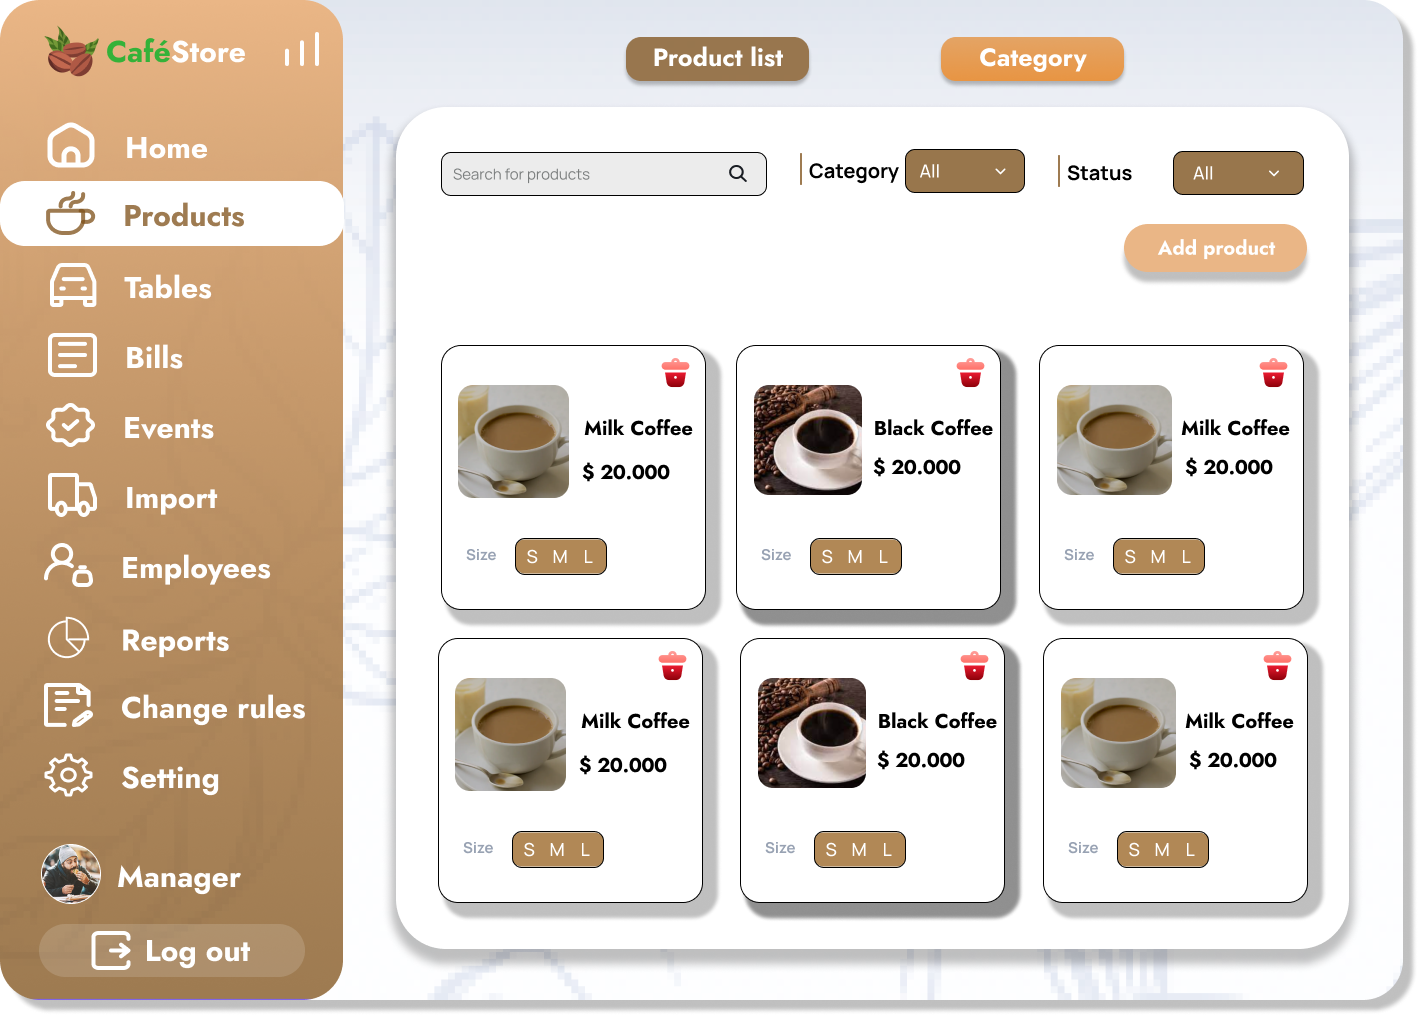 CaféStore
Home
Products
Tables
Bills
Events
Import
Employees
Reports
Change rules
Setting
Manager
Log out
Product list
Category
Search for products
Category
All
Status
All
Add product
Milk Coffee
$ 20.000
Size
S M L
Black Coffee
$ 20.000
Size
S M L
Milk Coffee
$ 20.000
Size
S M L
Milk Coffee
$ 20.000
Size
S M L
Black Coffee
$ 20.000
Size
S M L
Milk Coffee
$ 20.000
Size
S M L